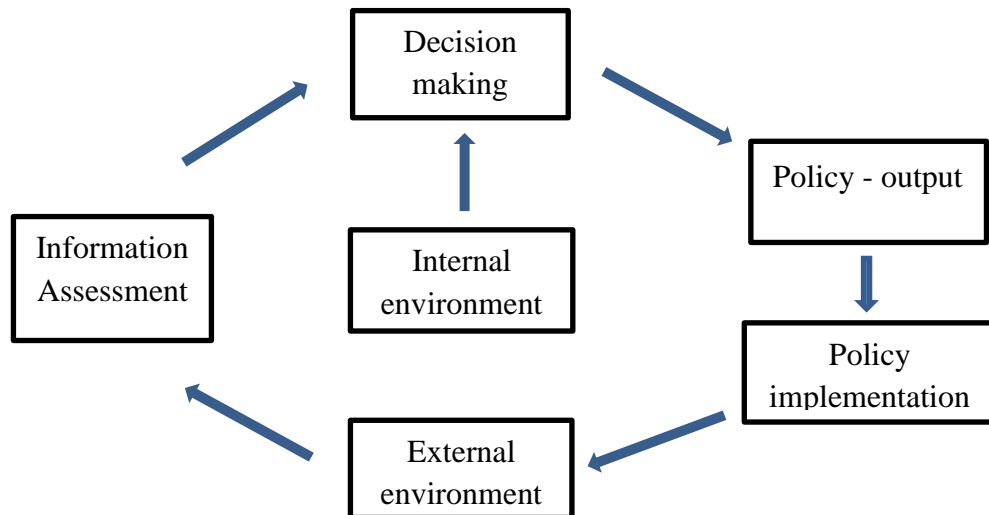 Decision
making
Policy - output
Information
Assessment
Internal
environment
Policy
implementation
External
environment